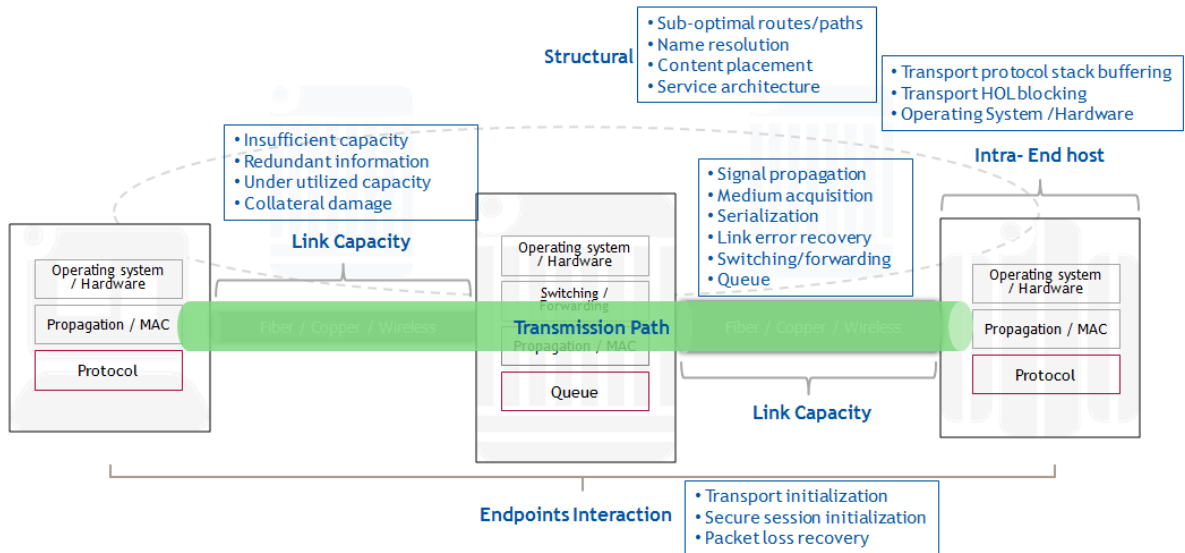 Structural
• Sub-optimal routes/paths
• Name resolution
• Content placement
• Service architecture
• Transport protocol stack buffering
• Transport HOL blocking
• Operating System /Hardware
Intra- End host
• Insufficient capacity
• Redundant information
• Under utilized capacity
• Collateral damage
Link Capacity
• Signal propagation
• Medium acquisition
• Serialization
• Link error recovery
• Switching/forwarding
• Queue
Operating system
/ Hardware
Propagation / MAC
Protocol
Fiber / Copper / Wireless
Operating system
/ Hardware
Switching /
Forwarding
Transmission Path
Propagation / MAC
Queue
Fiber / Copper / Wireless
Link Capacity
Operating system
/ Hardware
Propagation / MAC
Protocol
Endpoints Interaction
• Transport initialization
• Secure session initialization
• Packet loss recovery